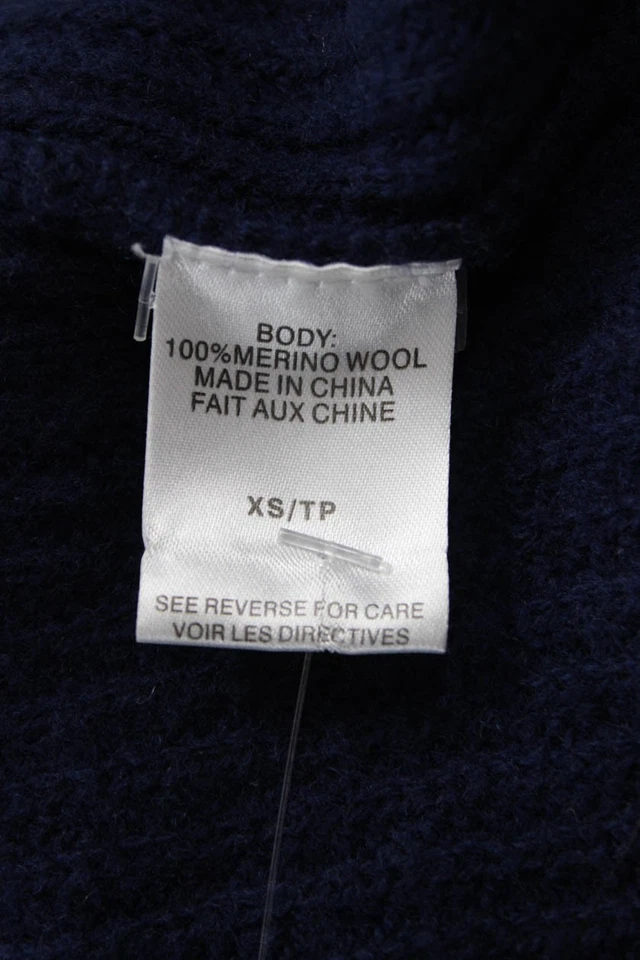 BODY:
100%MERINO WOOL
MADE IN CHINA
FAIT AUX CHINE
XS/TP
SEE REVERSE FOR CARE
VOIR LES DIRECTIVES